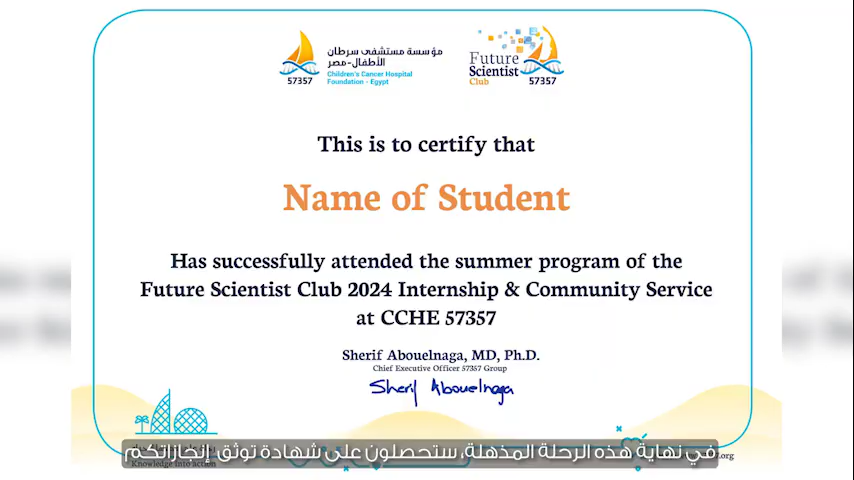 مؤسسة مستشفى سرطان
الأطفال-مصر
Children's Cancer Hospital
Foundation - Egypt
57357
Future
Scientist
Club
57357
This is to certify that
Name of Student
Has successfully attended the summer program of the
Future Scientist Club 2024 Internship & Community Service
at CCHE 57357
Sherif Abouelnaga, MD, Ph.D.
Chief Executive Officer 57357 Group
Sherif Abouelnaga
في نهاية هذه الرحلة المذهلة، ستحصلون على شهادة توثق إنجازاتكم
Knowledge into action